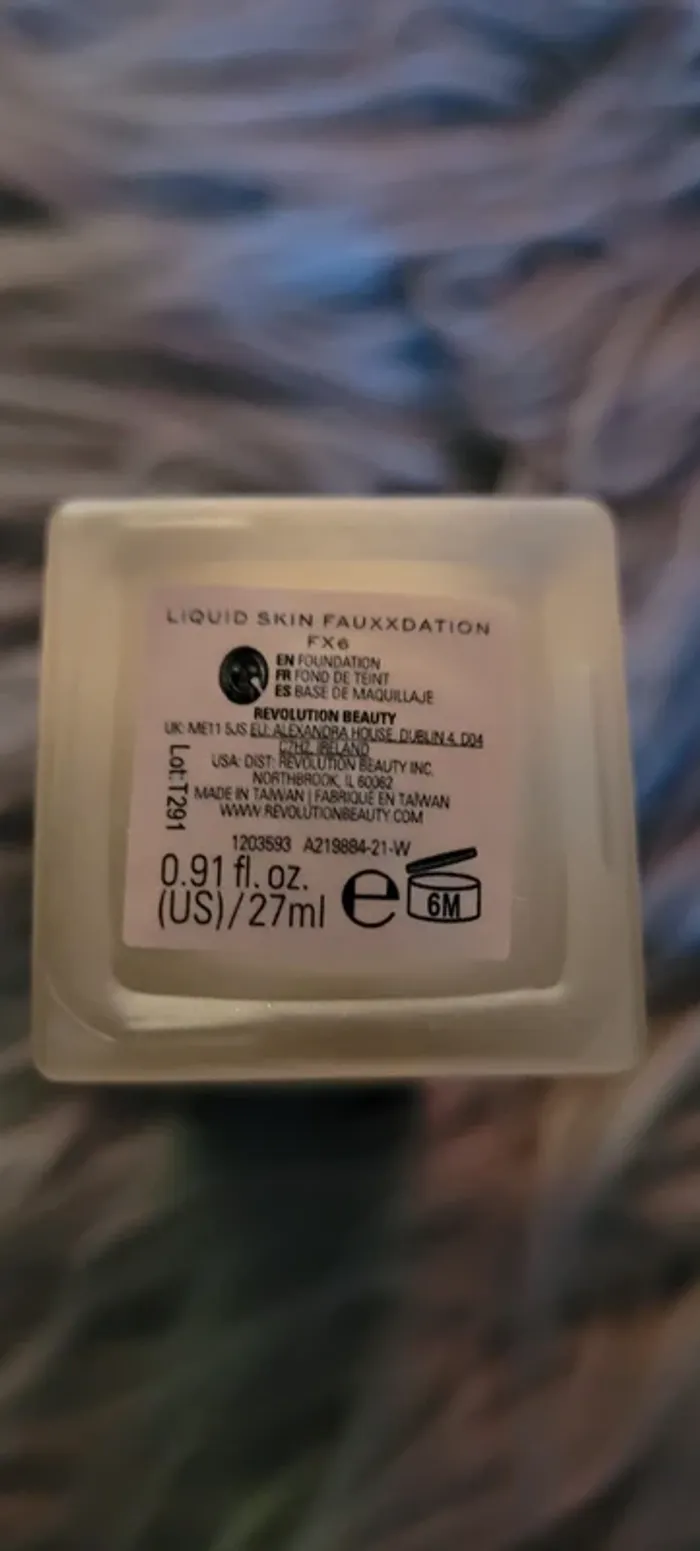 LIQUID SKIN FAUXXDATION
FX6
EN FOUNDATION
FR FOND DE TEINT
ES BASE DE MAQUILLAJE
REVOLUTION BEAUTY
UK: ME11 5JS EU: ALEXANDRA HOUSE, DUBLIN 4, D04
C7H2, IRELAND
USA: DIST: REVOLUTION BEAUTY INC.
NORTHBROOK, IL 60062
MADE IN TAIWAN | FABRIQUÉ EN TAIWAN
WWW.REVOLUTIONBEAUTY.COM
Lot:T291
1203593 A219884-21-W
0.91 fl. oz.
(US)/27ml e 6M